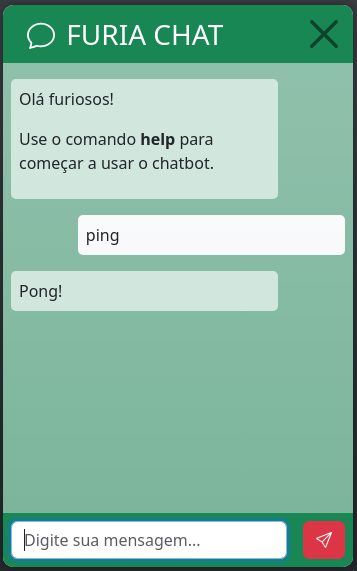 FURIA CHAT
Olá furiosos!
Use o comando help para
começar a usar o chatbot.
ping
Pong!
Digite sua mensagem...